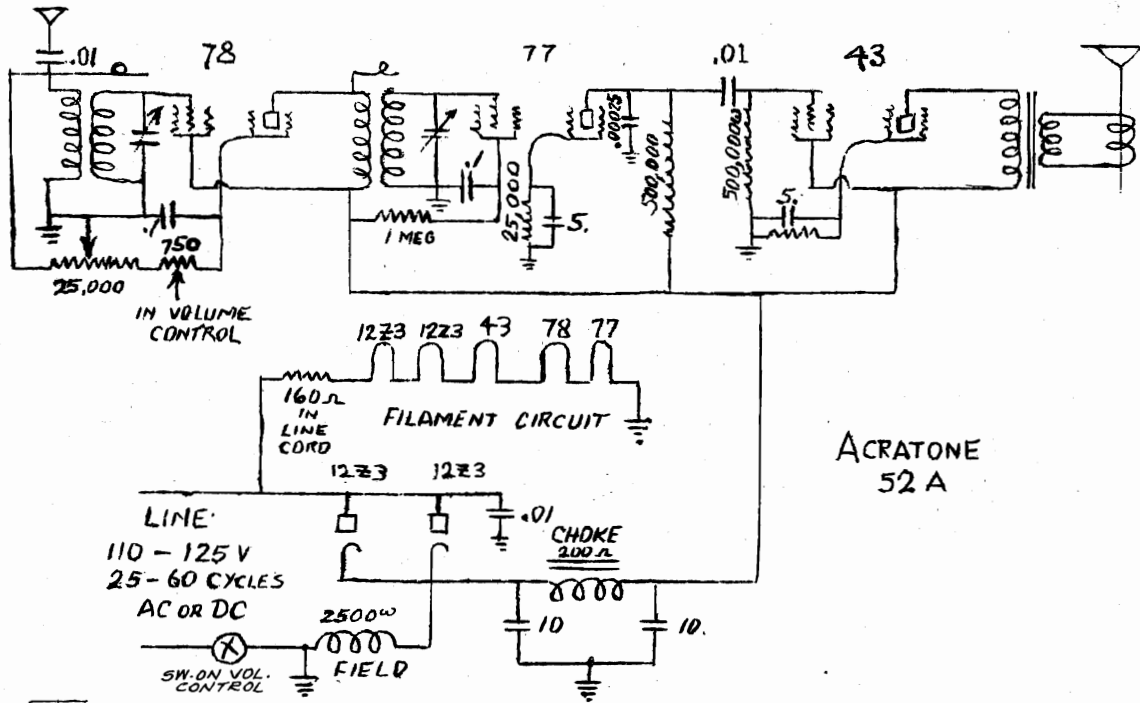 .01
78
77
.01
43
.1
750
25,000
IN VOLUME
CONTROL
.1
1 MEG
25,000
5.
.00025
500,000
500,000ω
5.
12Z3 12Z3 43 78 77
160Ω
IN
LINE
CORD
FILAMENT CIRCUIT
12Z3 12Z3
.01
LINE
110 - 125 V
25-60 CYCLES
AC OR DC
SW. ON VOL.
CONTROL
2500ω
FIELD
CHOKE
200Ω
10
10.
ACRATONE
52 A